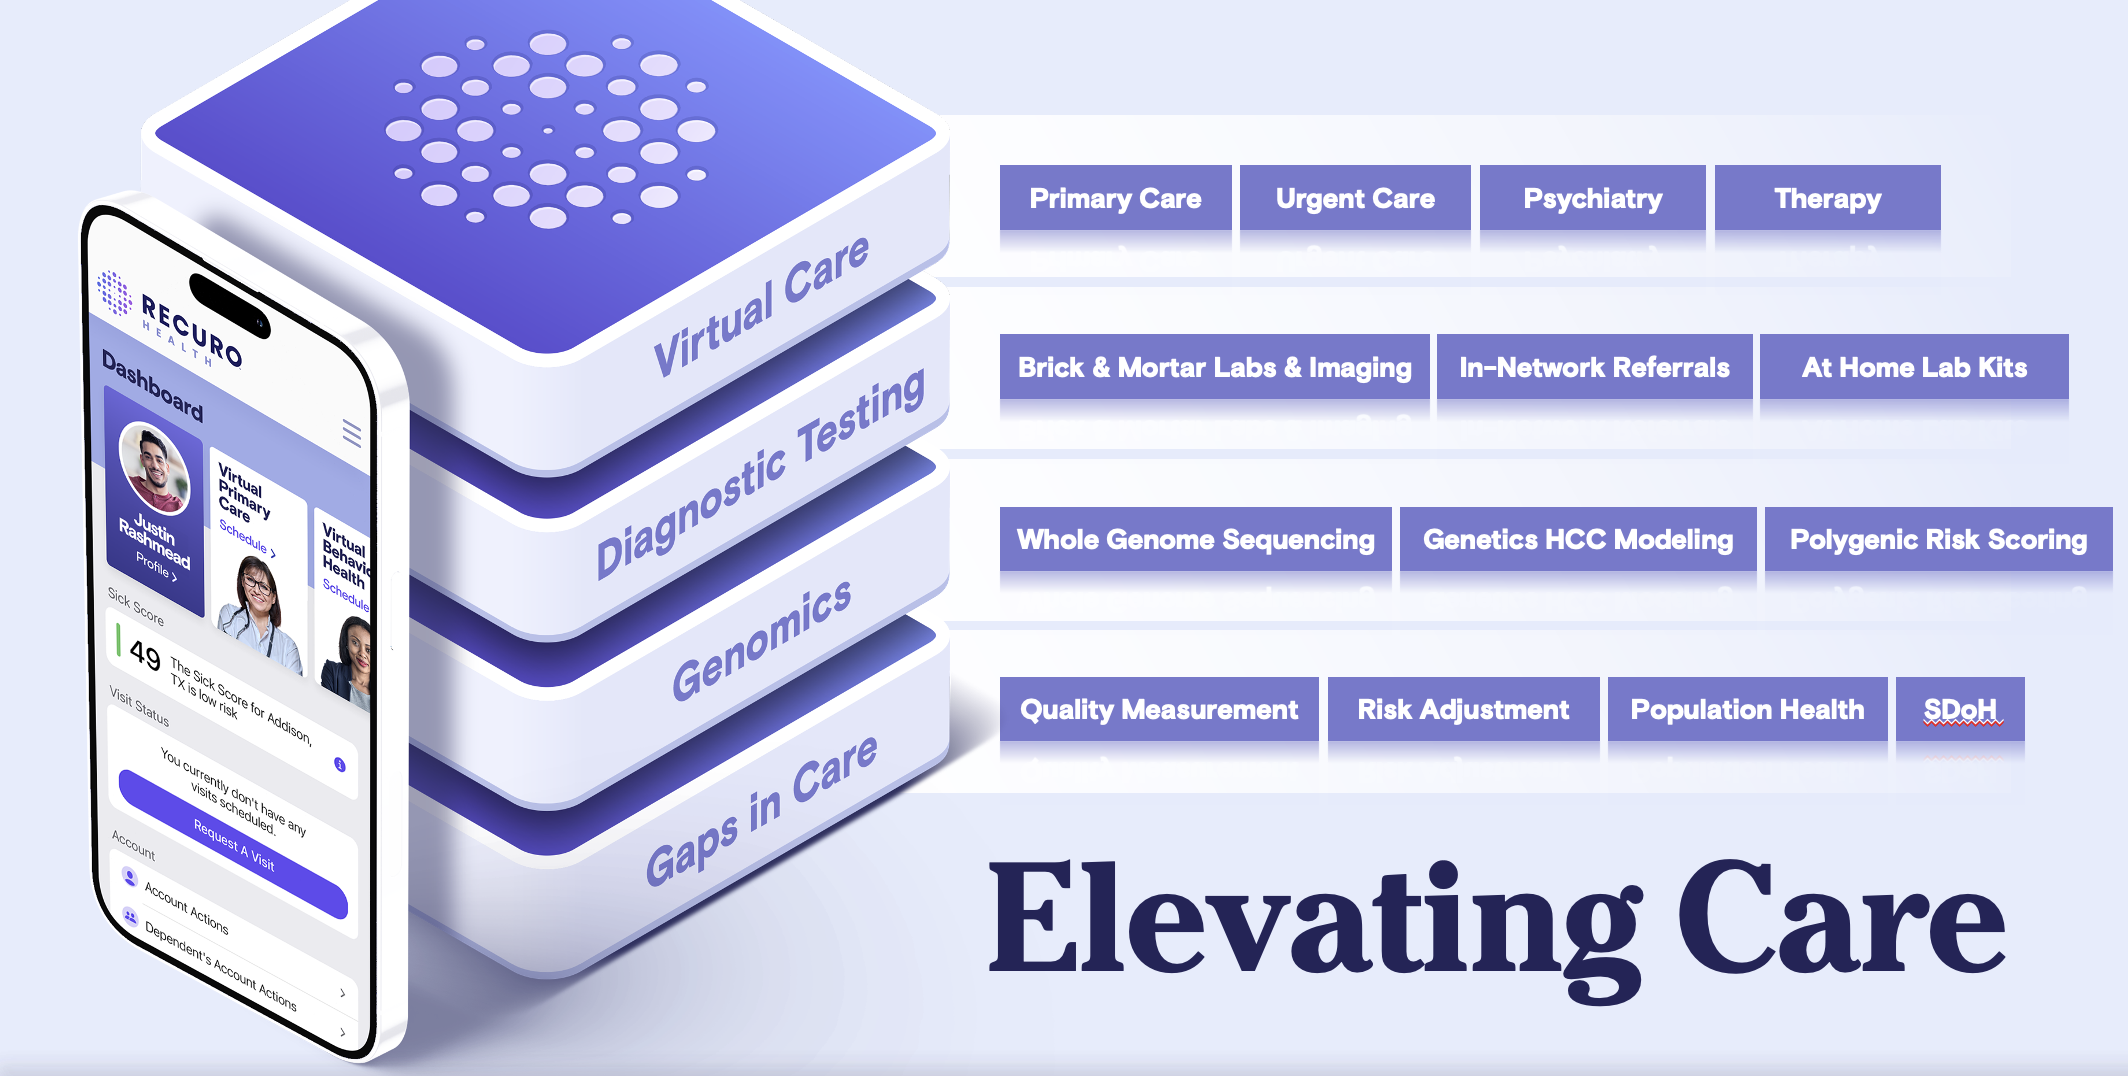 RECURO
HEALTH
Dashboard
Justin
Rashmead
Profile
Virtual
Primary
Care
Schedule
Virtual
Behavio
Health
Schedule
Sick Score
49
The Sick Score for Addison,
TX is low risk
Visit Status
You currently don't have any
visits scheduled.
Request A Visit
Account
Account Actions
Dependent's Account Actions
Virtual Care
Primary Care
Urgent Care
Psychiatry
Therapy
Diagnostic Testing
Brick & Mortar Labs & Imaging
In-Network Referrals
At Home Lab Kits
Genomics
Whole Genome Sequencing
Genetics HCC Modeling
Polygenic Risk Scoring
Gaps in Care
Quality Measurement
Risk Adjustment
Population Health
SDoH
Elevating Care